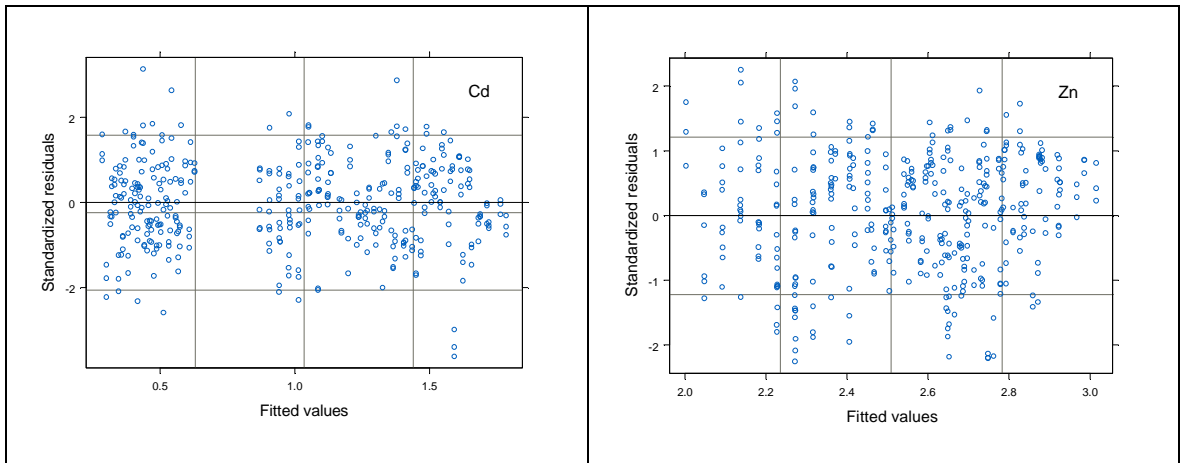 Cd
Standardized residuals
2
0
-2
0.5 1.0 1.5
Fitted values
Zn
Standardized residuals
2
1
0
-1
-2
2.0 2.2 2.4 2.6 2.8 3.0
Fitted values